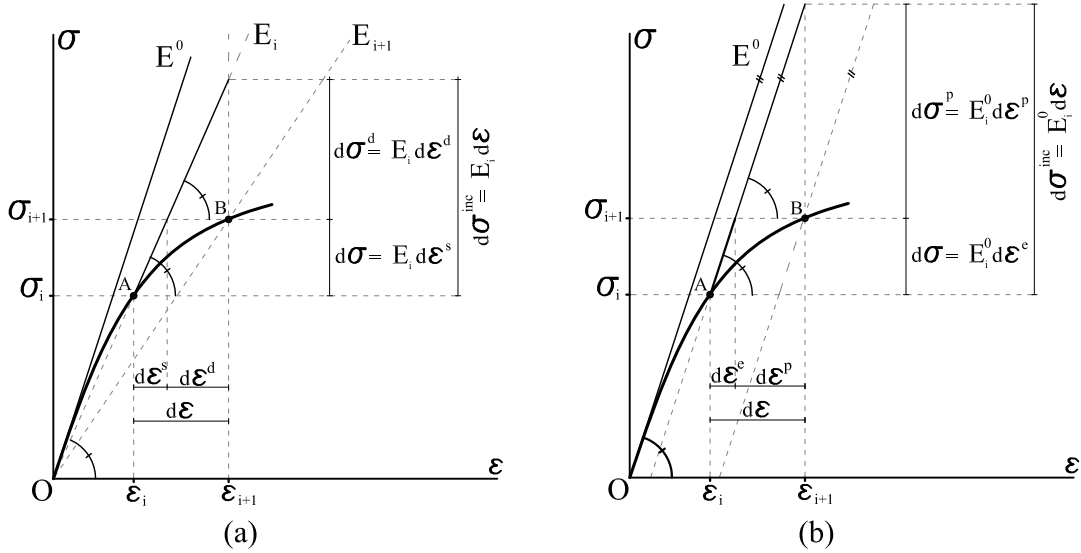 σ
E⁰
Eᵢ
Eᵢ₊₁
dσᵈ = Eᵢ dεᵈ
dσⁱⁿᶜ = Eᵢ dε
σᵢ₊₁
B
dσ = Eᵢ dεˢ
σᵢ
A
dεˢ dεᵈ
dε
O
εᵢ
εᵢ₊₁
ε
(a)
σ
E⁰
dσᵖ = Eᵢ⁰ dεᵖ
dσⁱⁿᶜ = Eᵢ⁰ dε
σᵢ₊₁
B
dσ = Eᵢ⁰ dεᵉ
σᵢ
A
dεᵉ dεᵖ
dε
O
εᵢ
εᵢ₊₁
ε
(b)